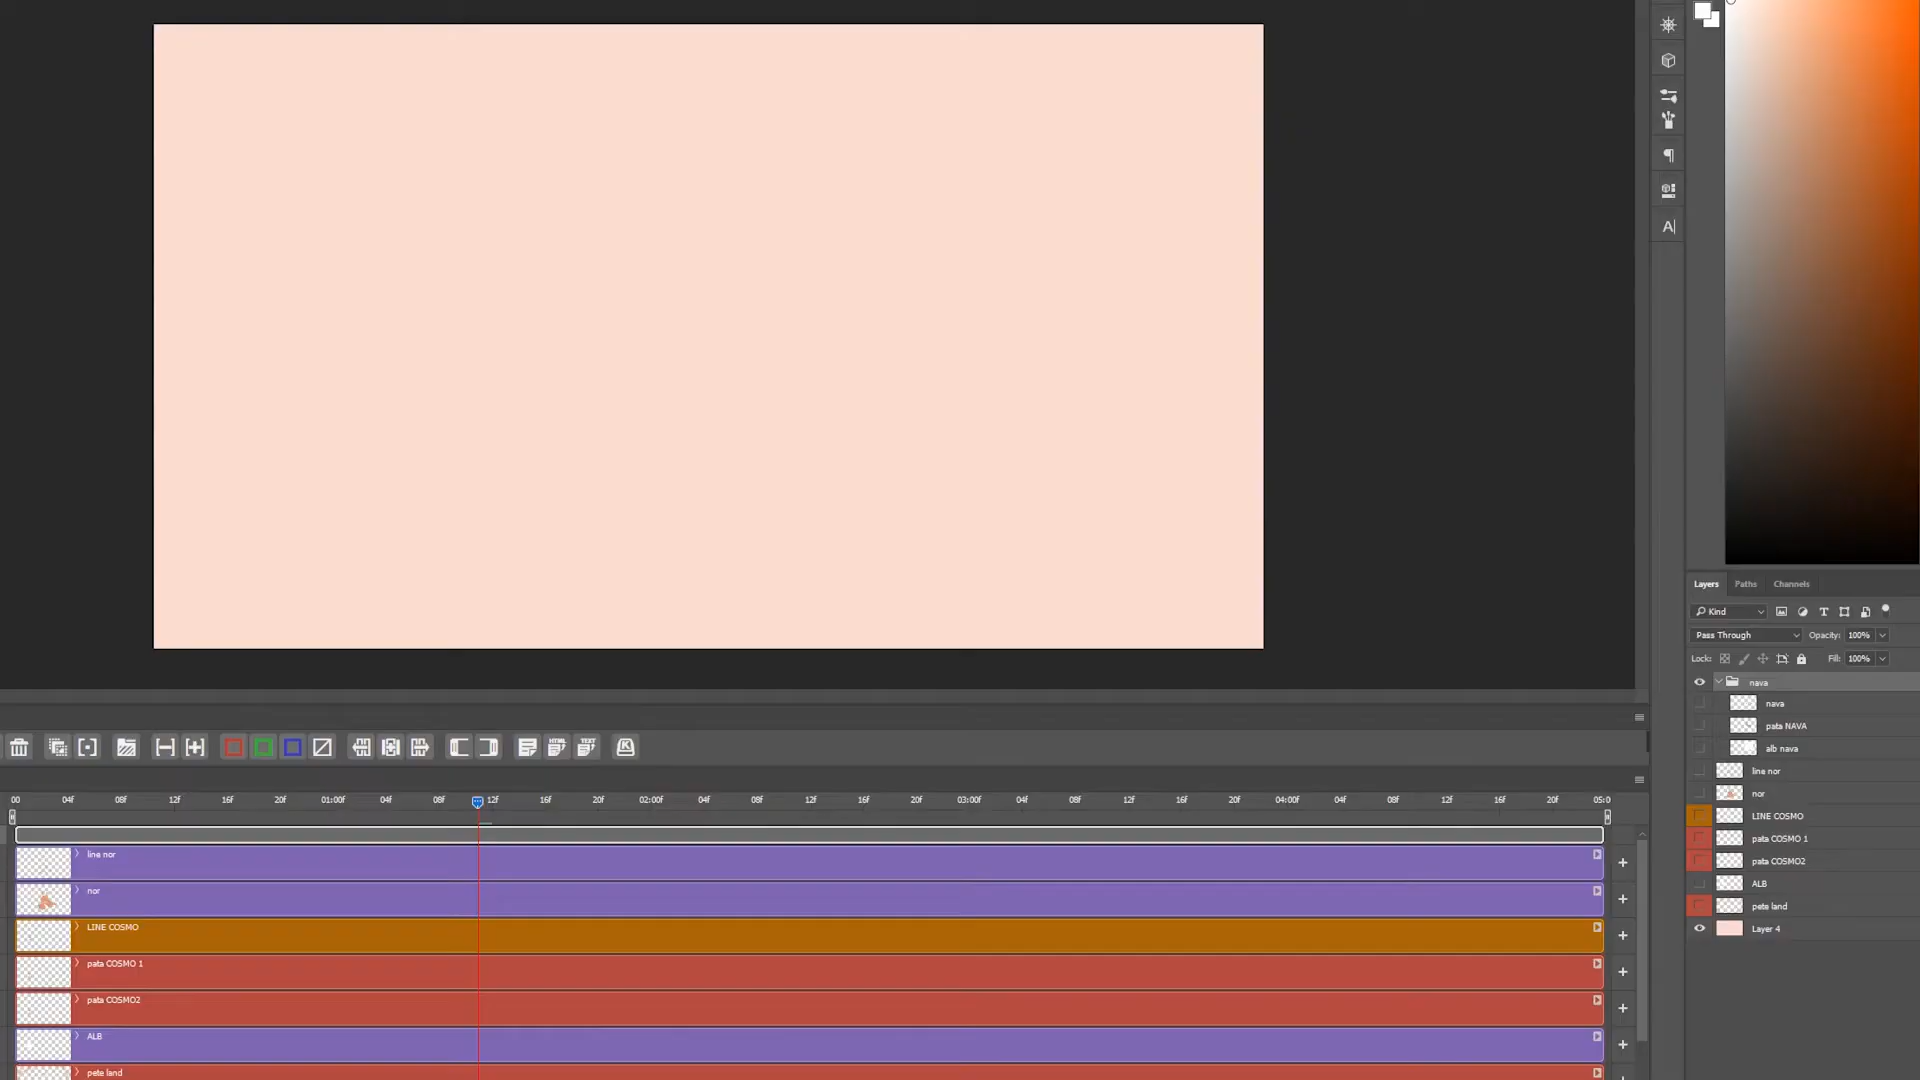 A|
Layers Paths Channels
Kind T
Pass Through Opacity: 100%
Lock: Fill: 100%
nava
nava
pata NAVA
alb nava
line nor
nor
LINE COSMO
pata COSMO 1
pata COSMO2
ALB
pete land
Layer 4
HTML TEXT K
00 04f 08f 12f 16f 20f 01:00f 04f 08f 12f 16f 20f 02:00f 04f 08f 12f 16f 20f 03:00f 04f 08f 12f 16f 20f 04:00f 04f 08f 12f 16f 20f 05:0
line nor
nor
LINE COSMO
pata COSMO 1
pata COSMO2
ALB
pete land